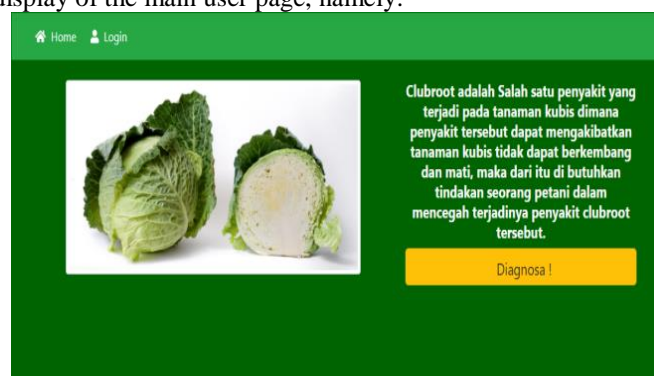 display of the main user page, namely:
Home Login
Clubroot adalah Salah satu penyakit yang
terjadi pada tanaman kubis dimana
penyakit tersebut dapat mengakibatkan
tanaman kubis tidak dapat berkembang
dan mati, maka dari itu di butuhkan
tindakan seorang petani dalam
mencegah terjadinya penyakit clubroot
tersebut.
Diagnosa !